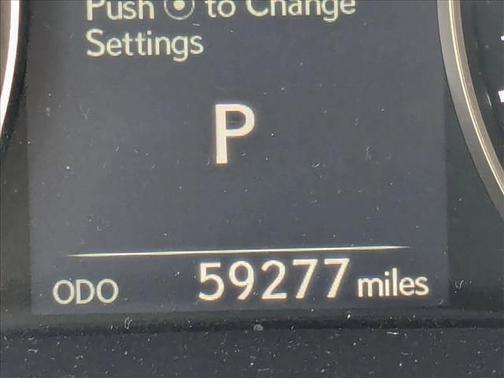 Push ⦿ to Change
Settings
P
ODO 59277 miles